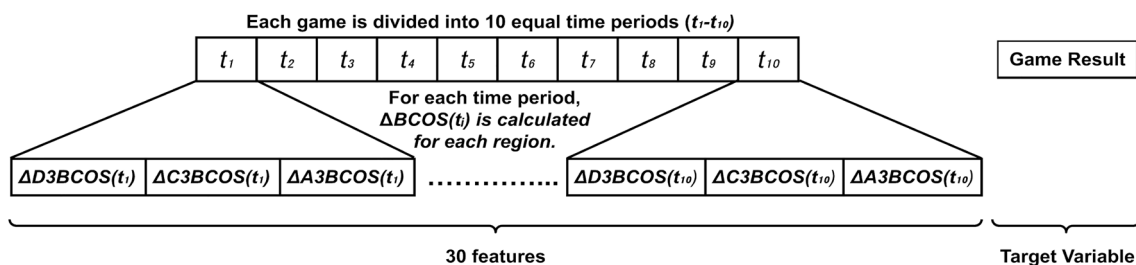 Each game is divided into 10 equal time periods (t1-t10)
t1 t2 t3 t4 t5 t6 t7 t8 t9 t10
Game Result
For each time period,
ΔBCOS(ti) is calculated
for each region.
ΔD3BCOS(t1) ΔC3BCOS(t1) ΔA3BCOS(t1) ................ ΔD3BCOS(t10) ΔC3BCOS(t10) ΔA3BCOS(t10)
30 features
Target Variable